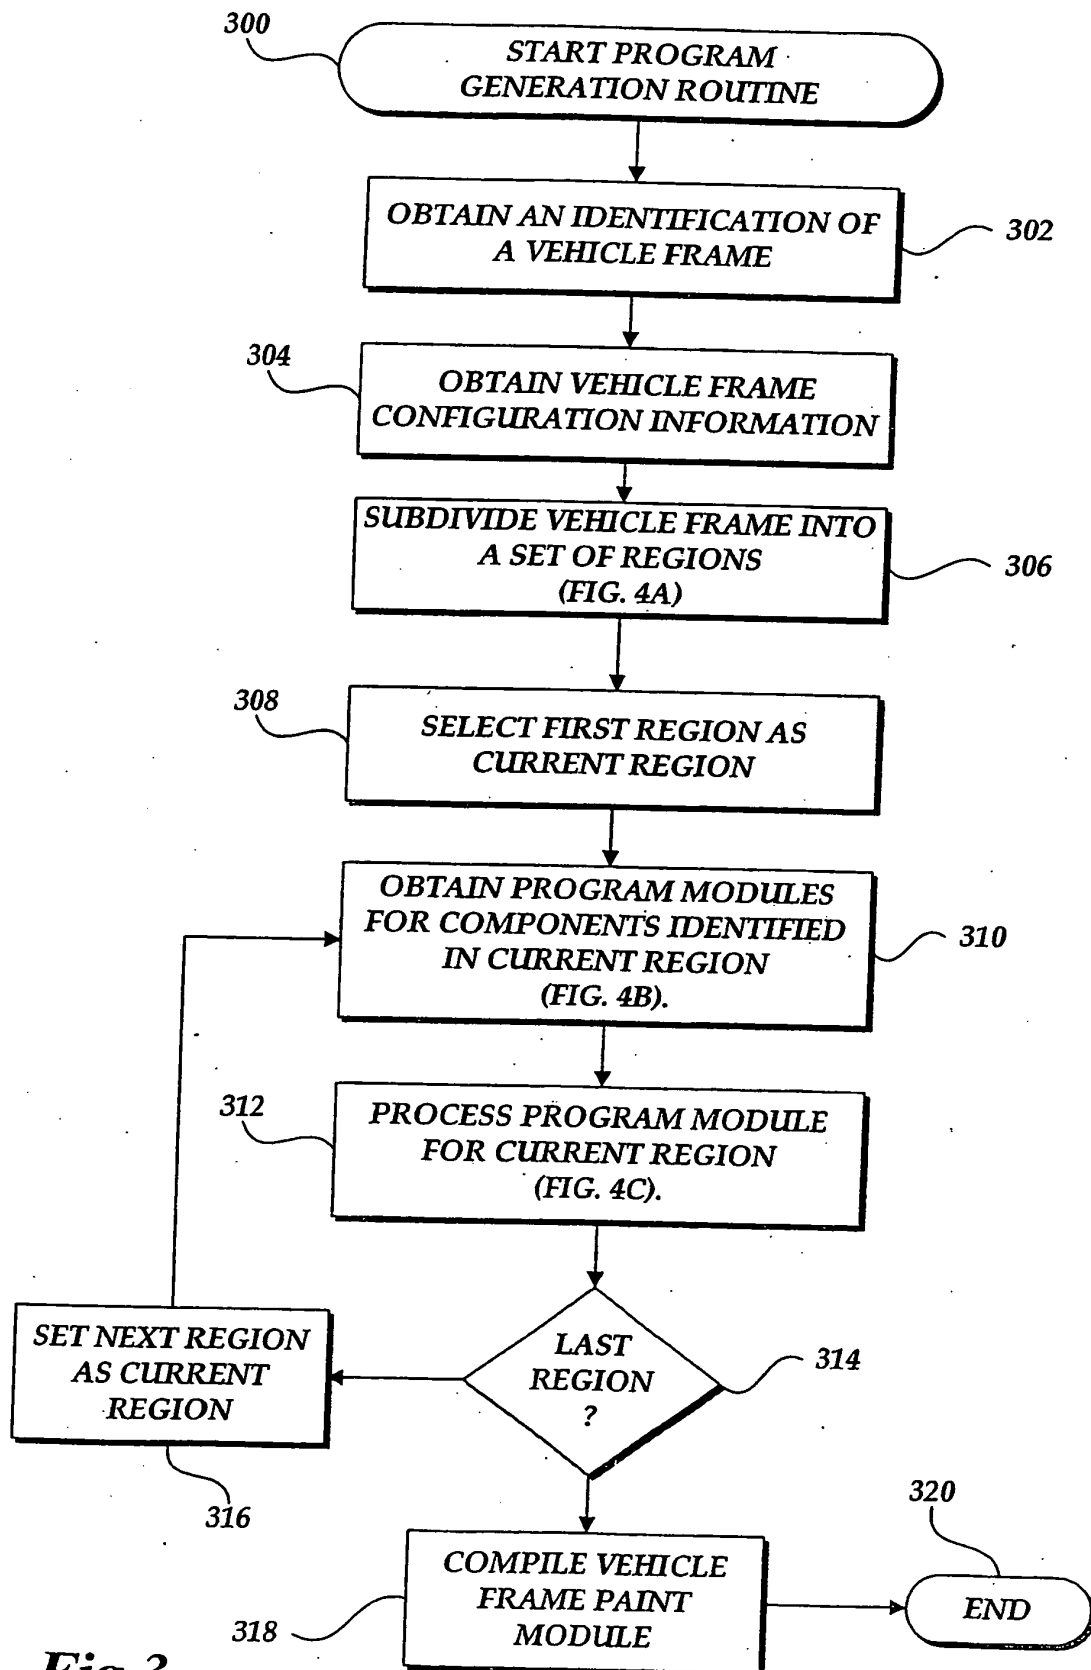 300
START PROGRAM
GENERATION ROUTINE
OBTAIN AN IDENTIFICATION OF
A VEHICLE FRAME
302
304
OBTAIN VEHICLE FRAME
CONFIGURATION INFORMATION
SUBDIVIDE VEHICLE FRAME INTO
A SET OF REGIONS
(FIG. 4A)
306
308
SELECT FIRST REGION AS
CURRENT REGION
OBTAIN PROGRAM MODULES
FOR COMPONENTS IDENTIFIED
IN CURRENT REGION
(FIG. 4B).
310
312
PROCESS PROGRAM MODULE
FOR CURRENT REGION
(FIG. 4C).
SET NEXT REGION
AS CURRENT
REGION
316
LAST
REGION
?
314
320
COMPILE VEHICLE
FRAME PAINT
MODULE
318
END